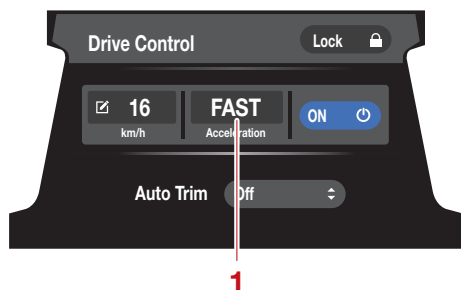 Drive Control Lock
16 FAST ON
km/h Acceleration
Auto Trim Off
1